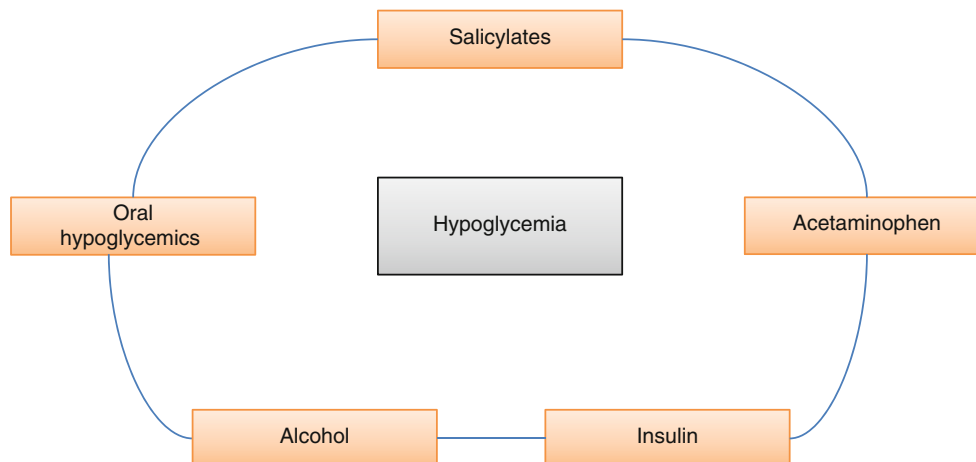 Salicylates
Oral
hypoglycemics
Hypoglycemia
Acetaminophen
Alcohol
Insulin